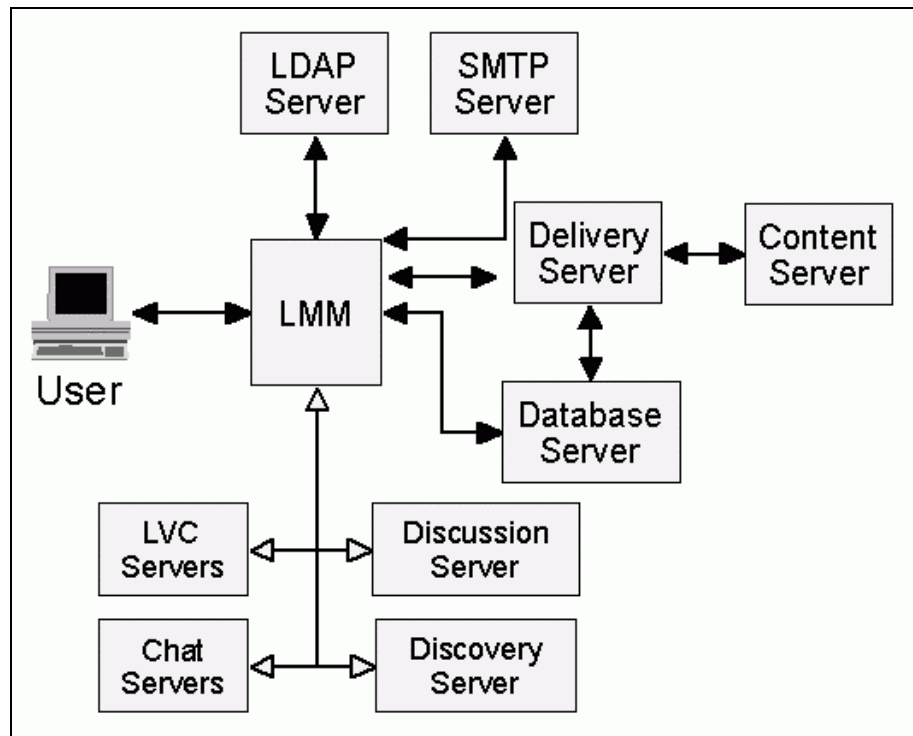 LDAP
Server
SMTP
Server
Delivery
Server
Content
Server
LMM
User
Database
Server
LVC
Servers
Discussion
Server
Chat
Servers
Discovery
Server